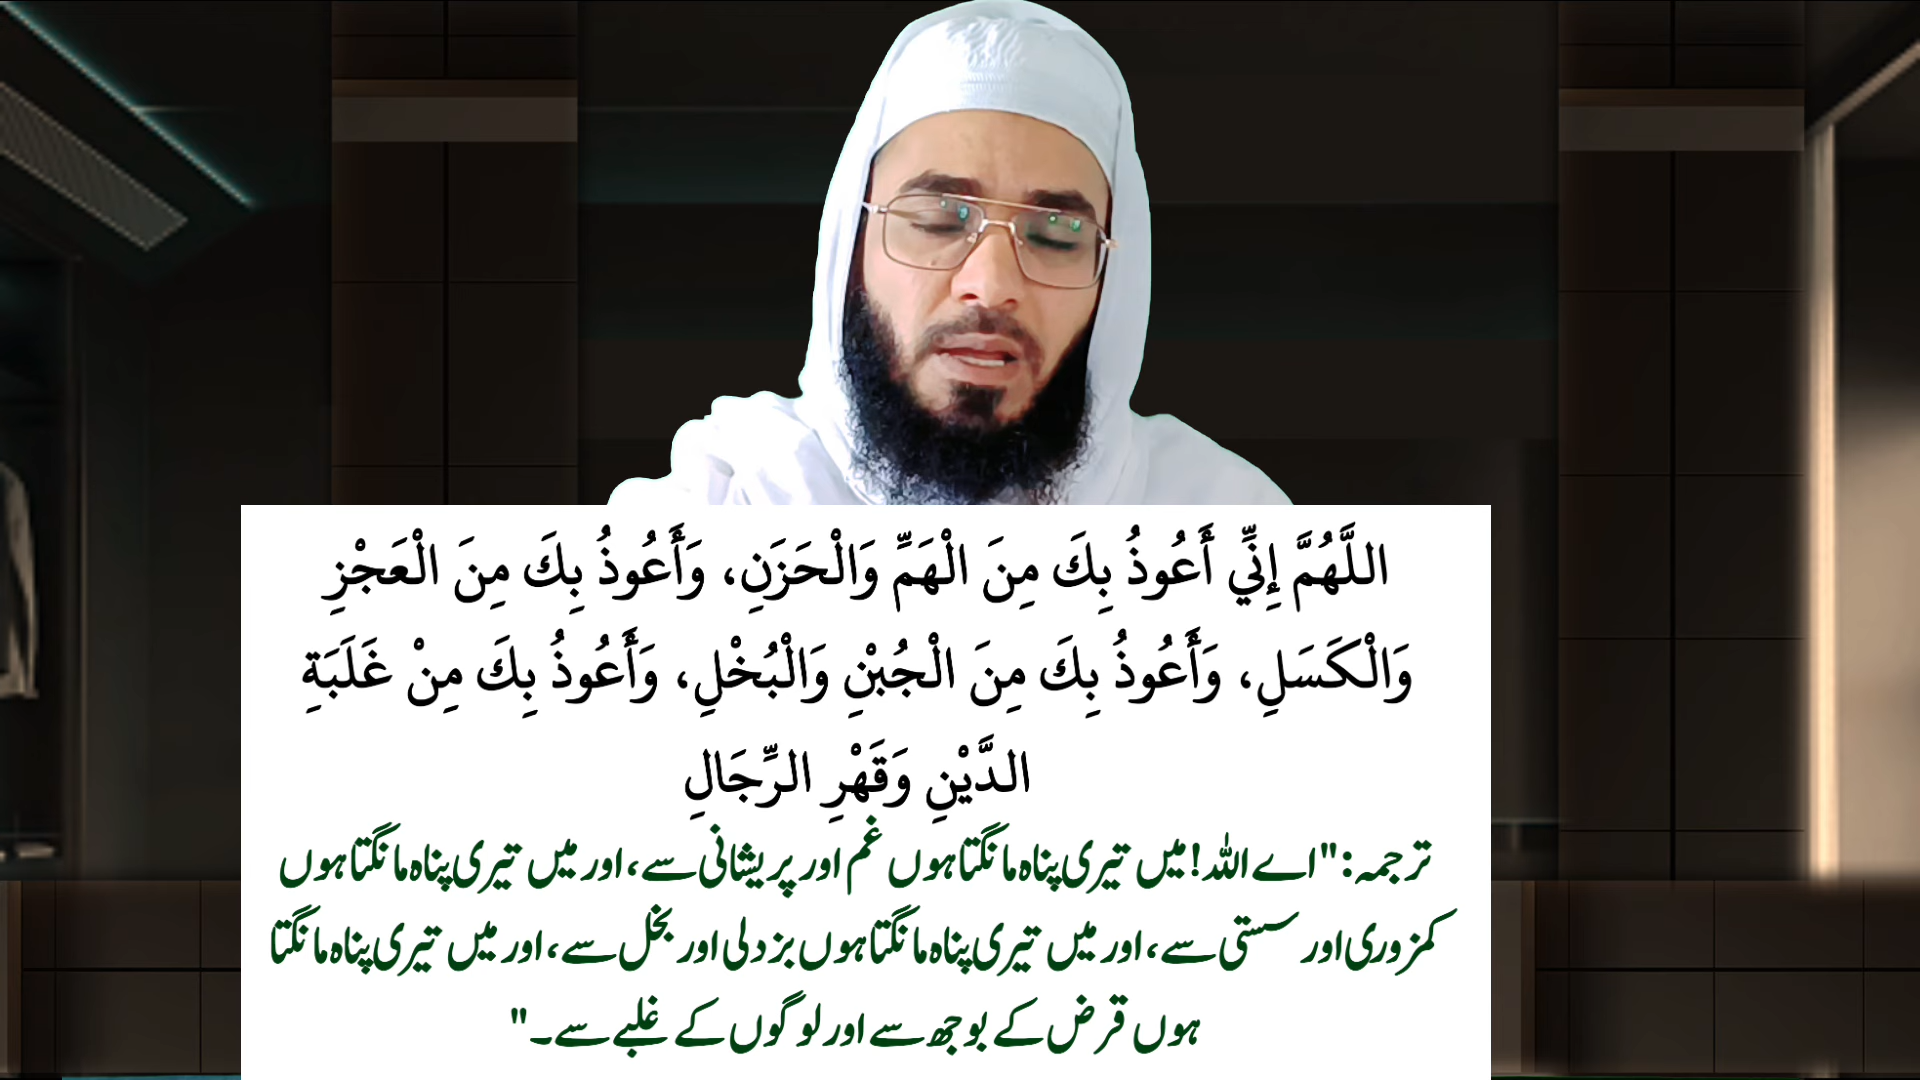 اللَّهُمَّ إِنِّي أَعُوذُ بِكَ مِنَ الْهَمِّ وَالْحَزَنِ، وَأَعُوذُ بِكَ مِنَ الْعَجْزِ
وَالْكَسَلِ، وَأَعُوذُ بِكَ مِنَ الْجُبْنِ وَالْبُخْلِ، وَأَعُوذُ بِكَ مِنْ غَلَبَةِ
الدَّيْنِ وَقَهْرِ الرِّجَالِ
ترجمہ: "اے اللہ! میں تیری پناہ مانگتا ہوں غم اور پریشانی سے، اور میں تیری پناہ مانگتا ہوں
کمزوری اور سستی سے، اور میں تیری پناہ مانگتا ہوں بزدلی اور بخل سے، اور میں تیری پناہ مانگتا
ہوں قرض کے بوجھ سے اور لوگوں کے غلبے سے۔"